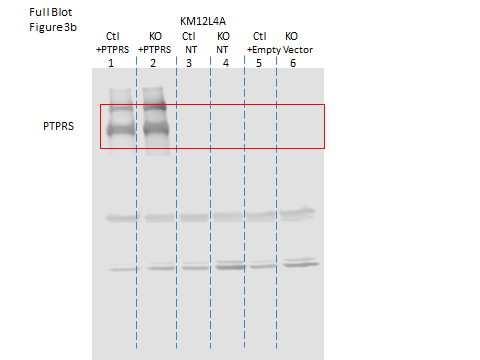 Full Blot
Figure 3b
KM12L4A
Ctl KO Ctl KO Ctl KO
+PTPRS +PTPRS NT NT +Empty Vector
1 2 3 4 5 6
PTPRS